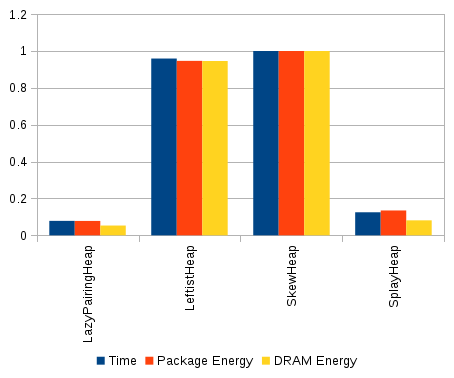 1.2
1
0.8
0.6
0.4
0.2
0
LazyPairingHeap
LeftistHeap
SkewHeap
SplayHeap
Time Package Energy DRAM Energy